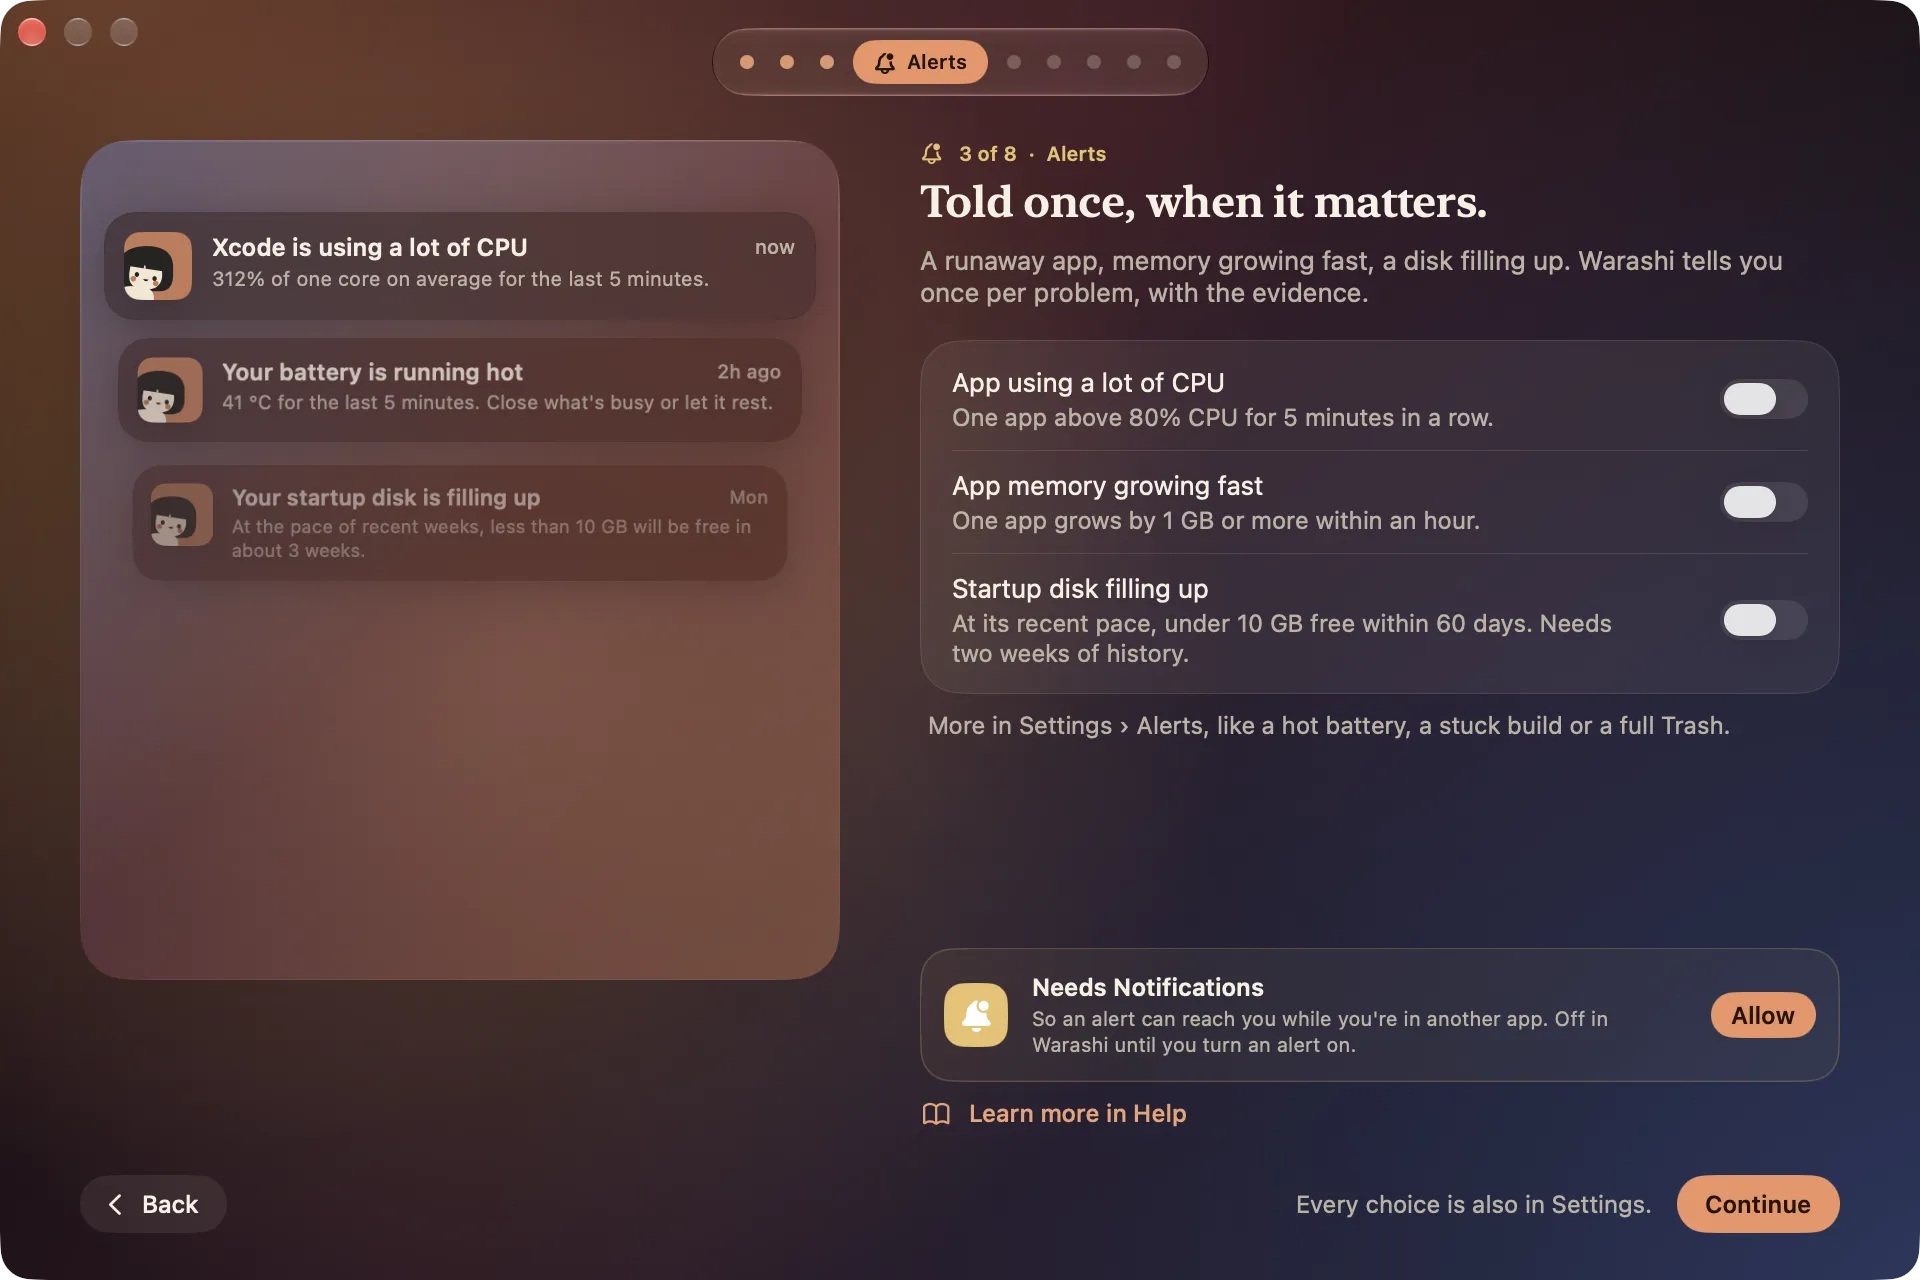 Alerts
3 of 8 · Alerts
Told once, when it matters.
A runaway app, memory growing fast, a disk filling up. Warashi tells you
once per problem, with the evidence.
Xcode is using a lot of CPU
now
312% of one core on average for the last 5 minutes.
Your battery is running hot
2h ago
41 °C for the last 5 minutes. Close what's busy or let it rest.
Your startup disk is filling up
Mon
At the pace of recent weeks, less than 10 GB will be free in
about 3 weeks.
App using a lot of CPU
One app above 80% CPU for 5 minutes in a row.
App memory growing fast
One app grows by 1 GB or more within an hour.
Startup disk filling up
At its recent pace, under 10 GB free within 60 days. Needs
two weeks of history.
More in Settings › Alerts, like a hot battery, a stuck build or a full Trash.
Needs Notifications
So an alert can reach you while you're in another app. Off in
Warashi until you turn an alert on.
Allow
Learn more in Help
Back
Every choice is also in Settings.
Continue